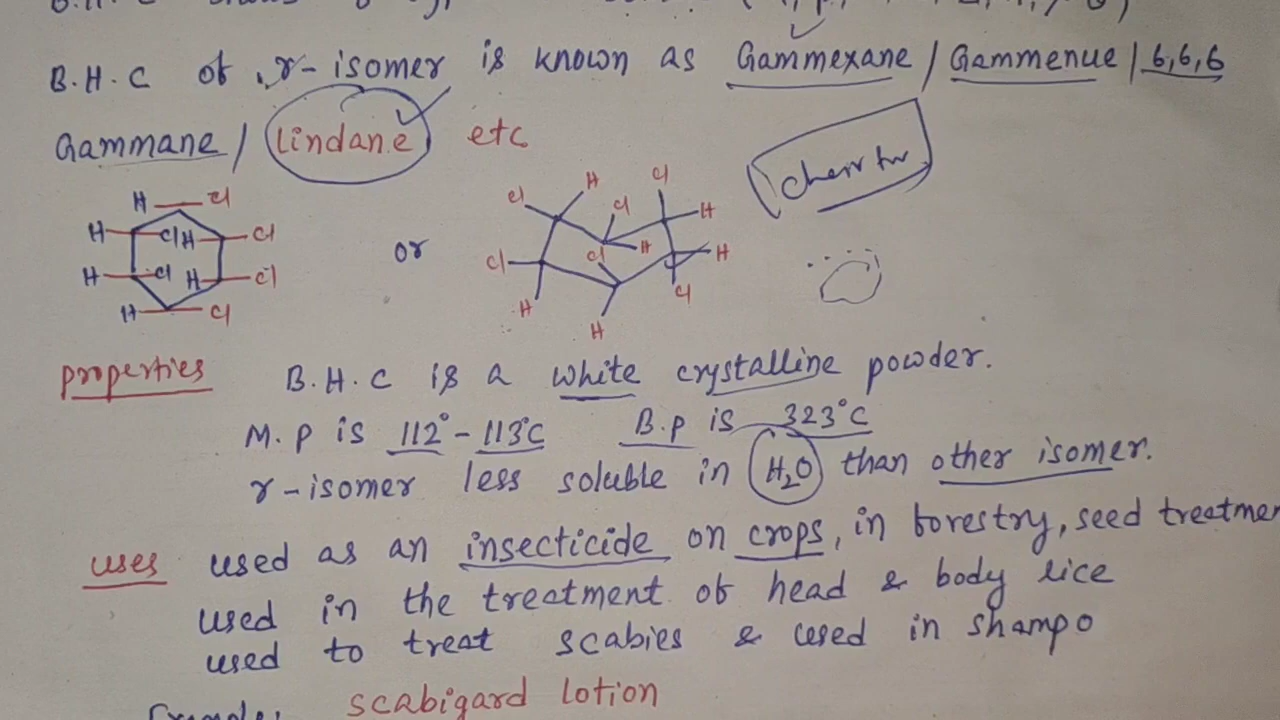 B.H.C of γ-isomer is known as Gammexane / Gammenue / 6,6,6
Gammane / Lindane etc
H Cl
H Cl H Cl
H Cl H Cl
H Cl
or
Cl H Cl Cl H
H
Cl Cl H
H Cl
H
properties B.H.C is a white crystalline powder.
M.p is 112° - 113°C B.p is 323°C
γ-isomer less soluble in H₂O than other isomer.
uses used as an insecticide on crops, in forestry, seed
used in the treatment of head & body lice
used to treat scabies & used in shampo
scabigard lotion